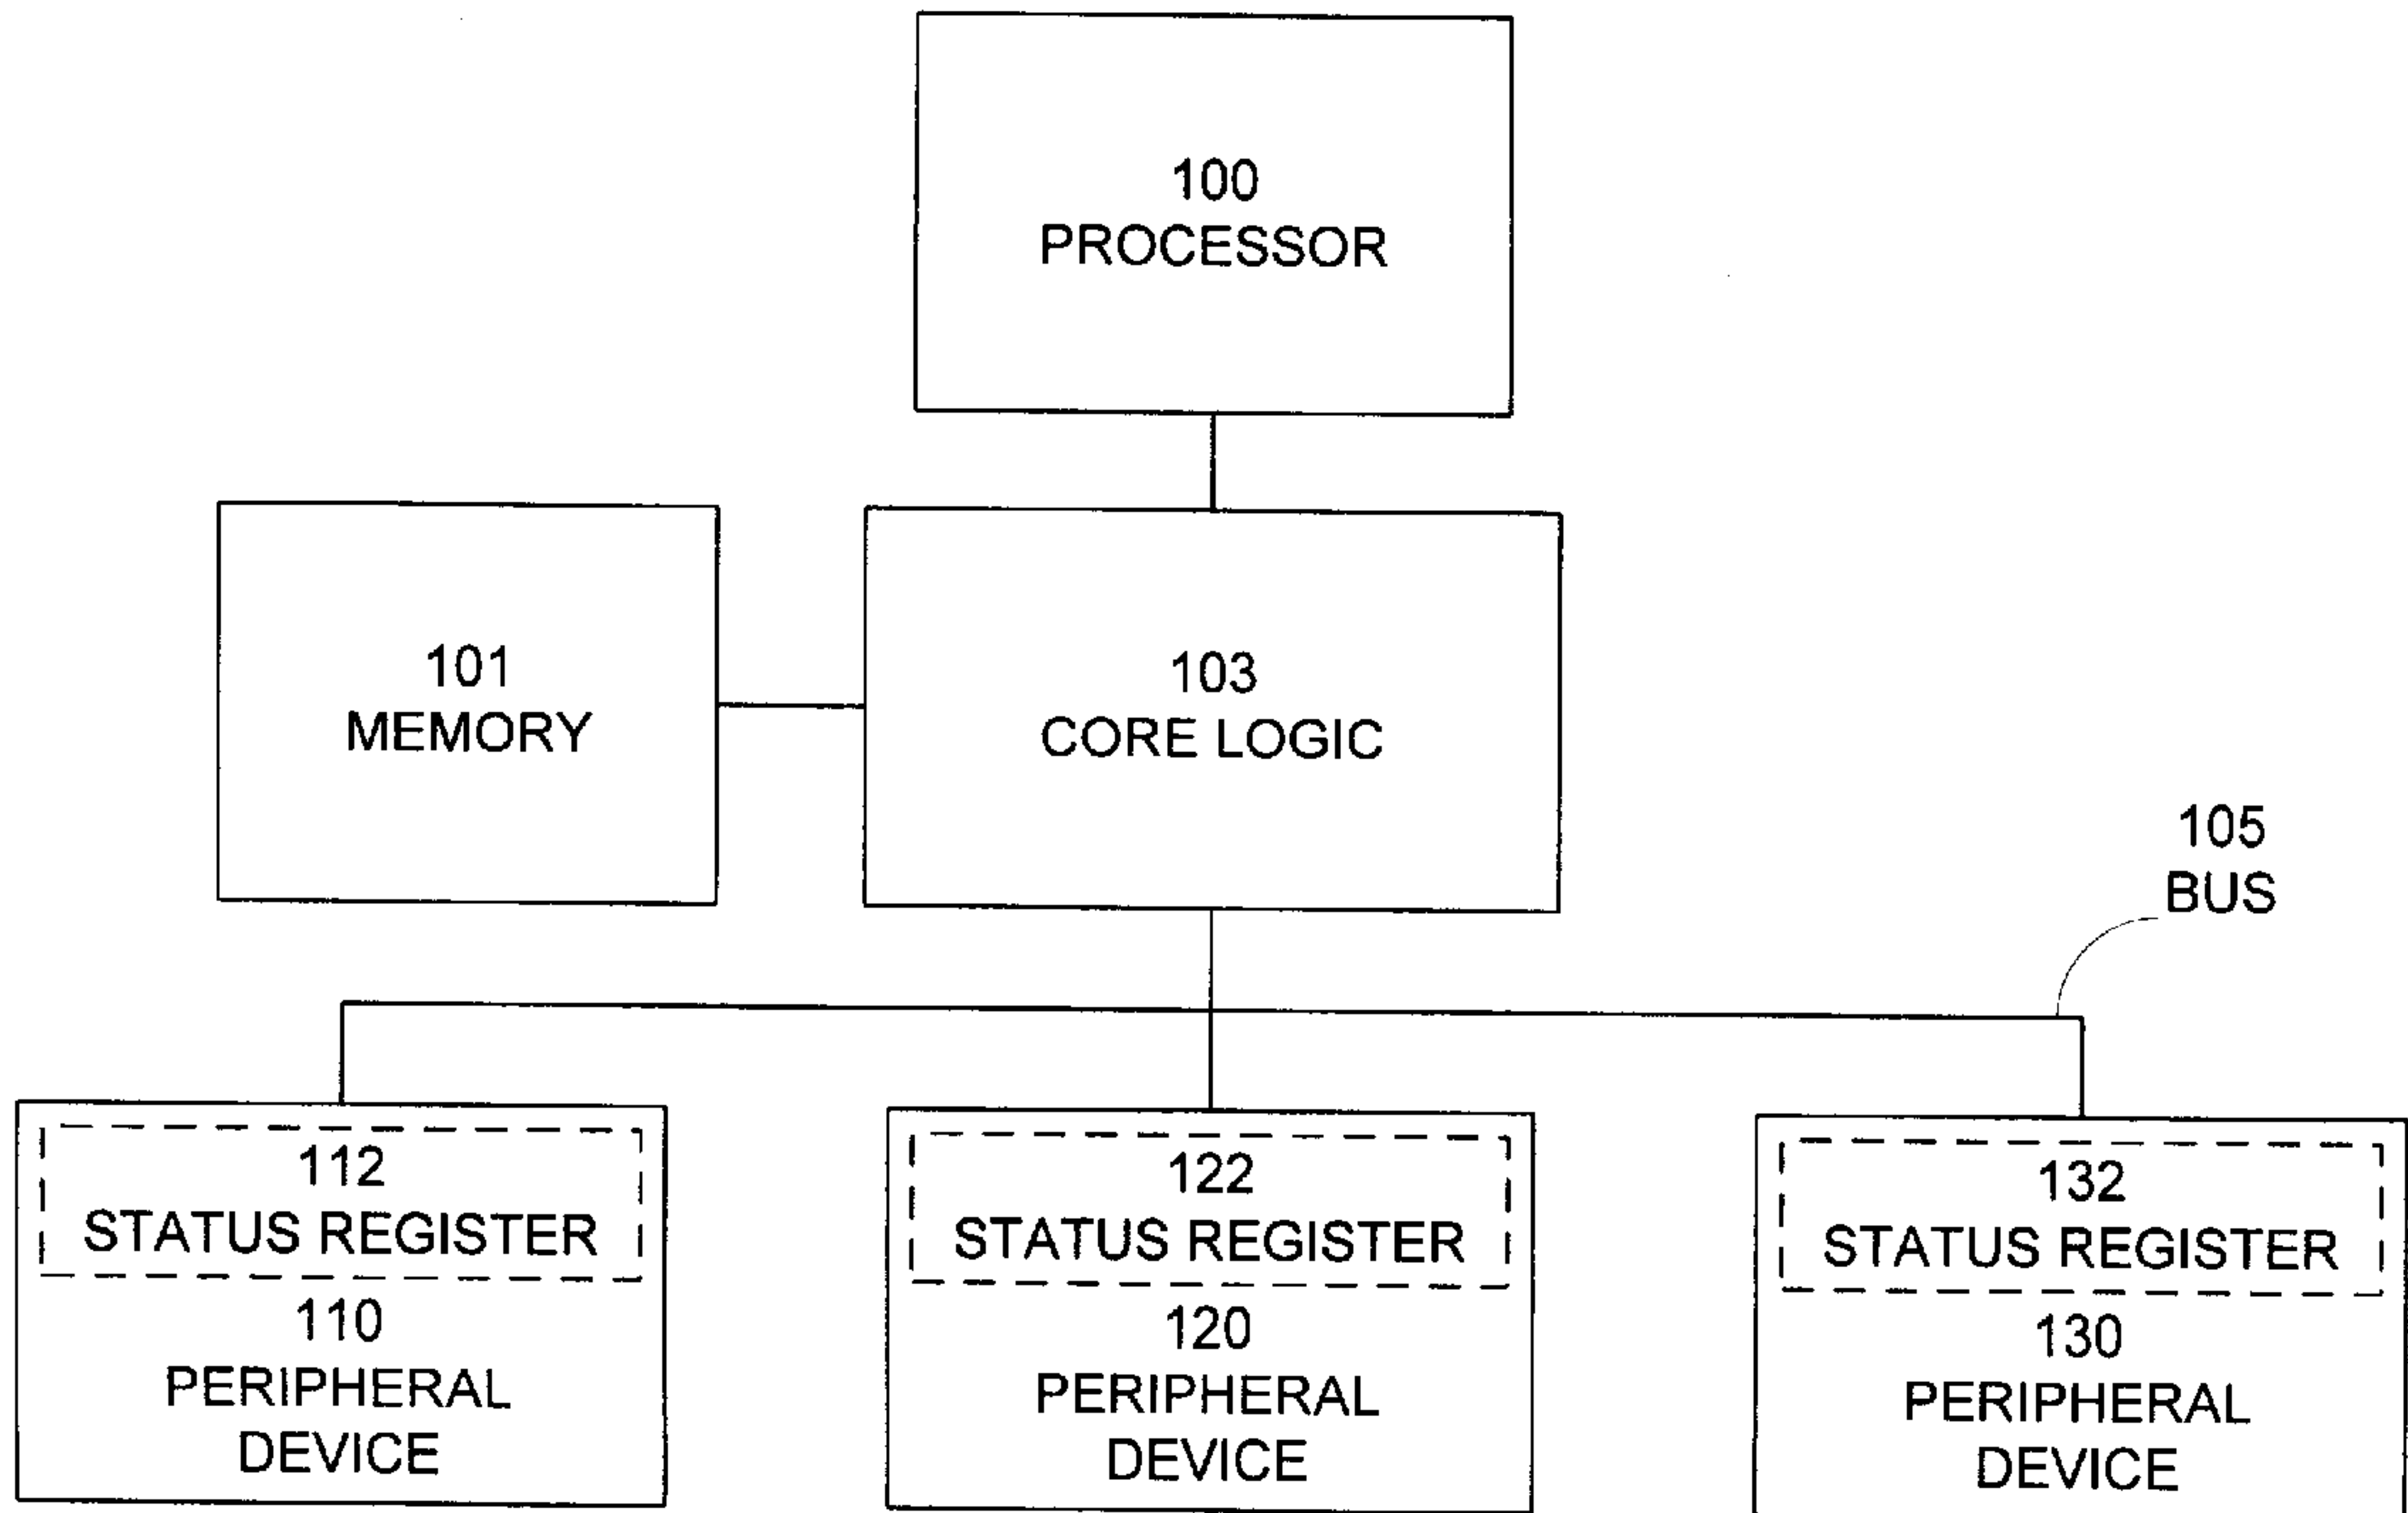 100
PROCESSOR
101
MEMORY
103
CORE LOGIC
105
BUS
112
STATUS REGISTER
110
PERIPHERAL
DEVICE
122
STATUS REGISTER
120
PERIPHERAL
DEVICE
132
STATUS REGISTER
130
PERIPHERAL
DEVICE